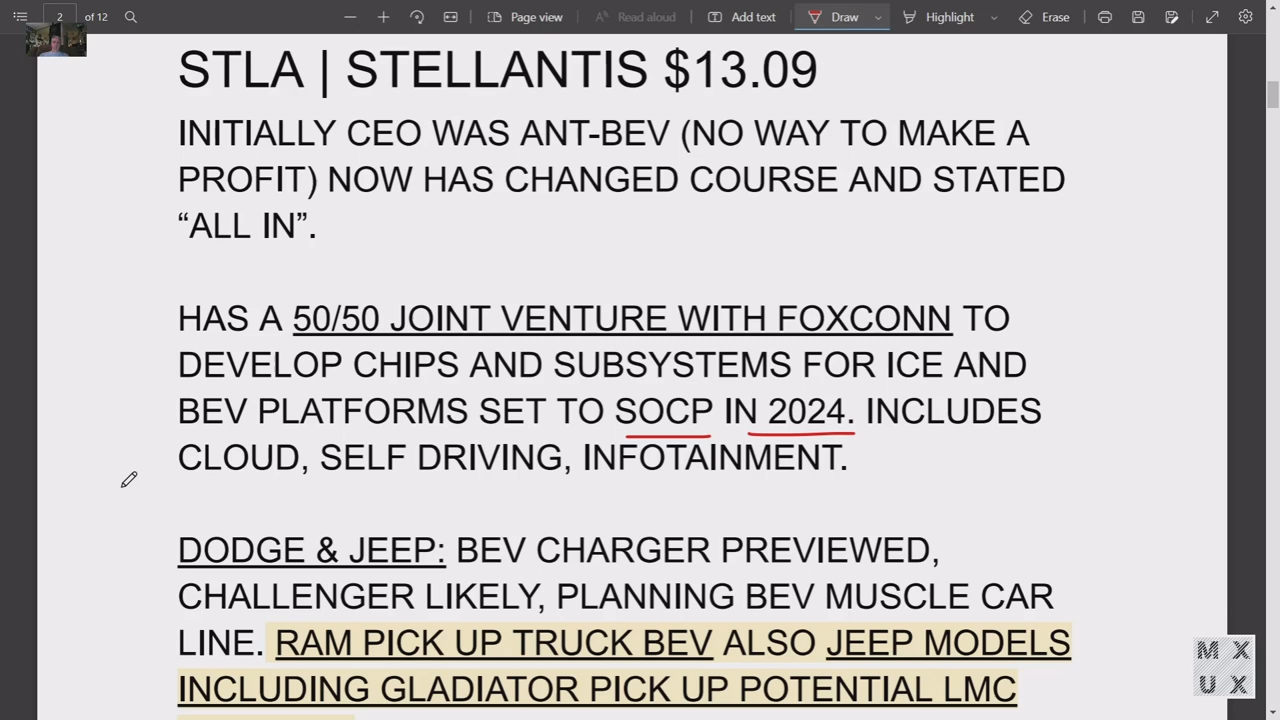 2 of 12 Page view Read aloud Add text Draw Highlight Erase
STLA | STELLANTIS $13.09
INITIALLY CEO WAS ANT-BEV (NO WAY TO MAKE A
PROFIT) NOW HAS CHANGED COURSE AND STATED
“ALL IN”.
HAS A 50/50 JOINT VENTURE WITH FOXCONN TO
DEVELOP CHIPS AND SUBSYSTEMS FOR ICE AND
BEV PLATFORMS SET TO SOCP IN 2024. INCLUDES
CLOUD, SELF DRIVING, INFOTAINMENT.
DODGE & JEEP: BEV CHARGER PREVIEWED,
CHALLENGER LIKELY, PLANNING BEV MUSCLE CAR
LINE. RAM PICK UP TRUCK BEV ALSO JEEP MODELS
INCLUDING GLADIATOR PICK UP POTENTIAL LMC
M X
U X